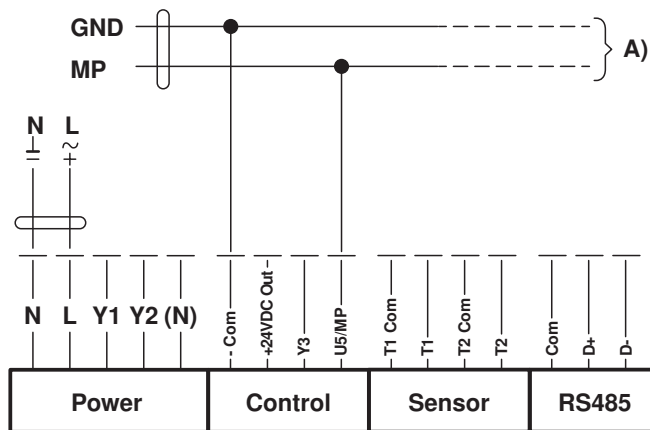 GND
A)
MP
N L
N L Y1 Y2 (N) - Com +24VDC Out Y3 U5/MP T1 Com T1 T2 Com T2 Com D+ D-
Power Control Sensor RS485